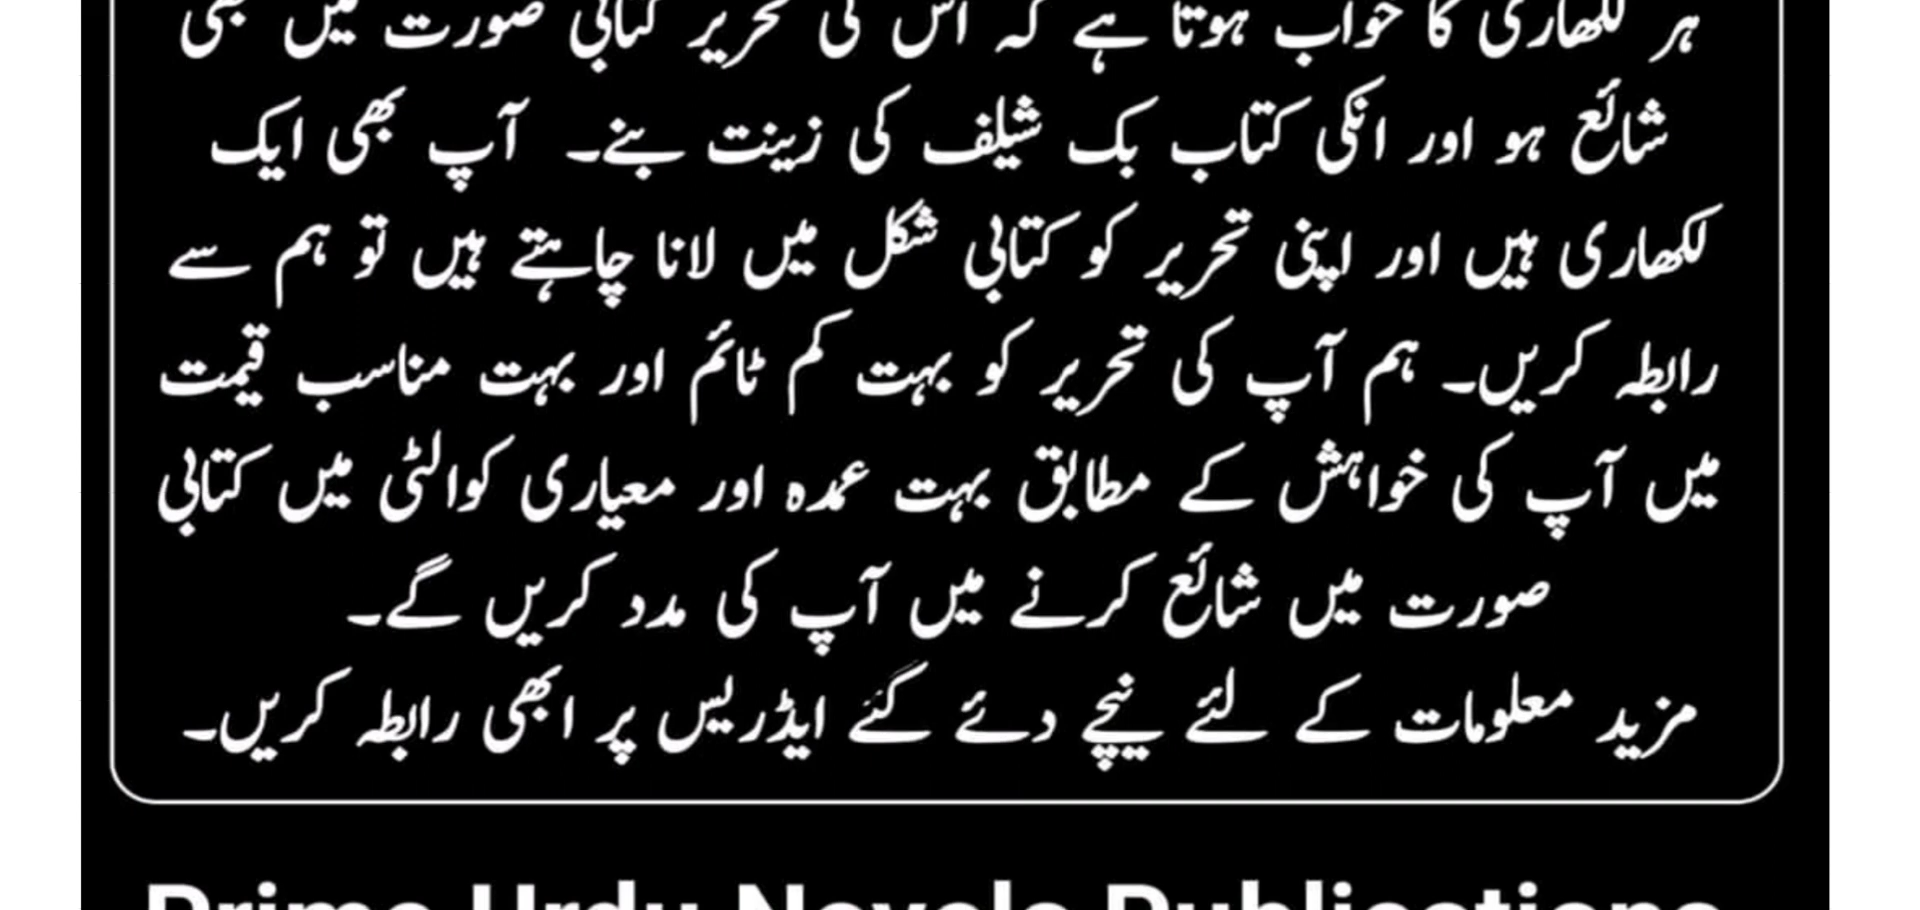 ہر لکھاری کا خواب ہوتا ہے کہ اس کی تحریر کتابی صورت میں بھی
شائع ہو اور انکی کتاب بک شیلف کی زینت بنے۔ آپ بھی ایک
لکھاری ہیں اور اپنی تحریر کو کتابی شکل میں لانا چاہتے ہیں تو ہم سے
رابطہ کریں۔ ہم آپ کی تحریر کو بہت کم ٹائم اور بہت مناسب قیمت
میں آپ کی خواہش کے مطابق بہت عمدہ اور معیاری کوالٹی میں کتابی
صورت میں شائع کرنے میں آپ کی مدد کریں گے۔
مزید معلومات کے لئے نیچے دئے گئے ایڈریس پر ابھی رابطہ کریں۔
Prime Urdu Novels Publications